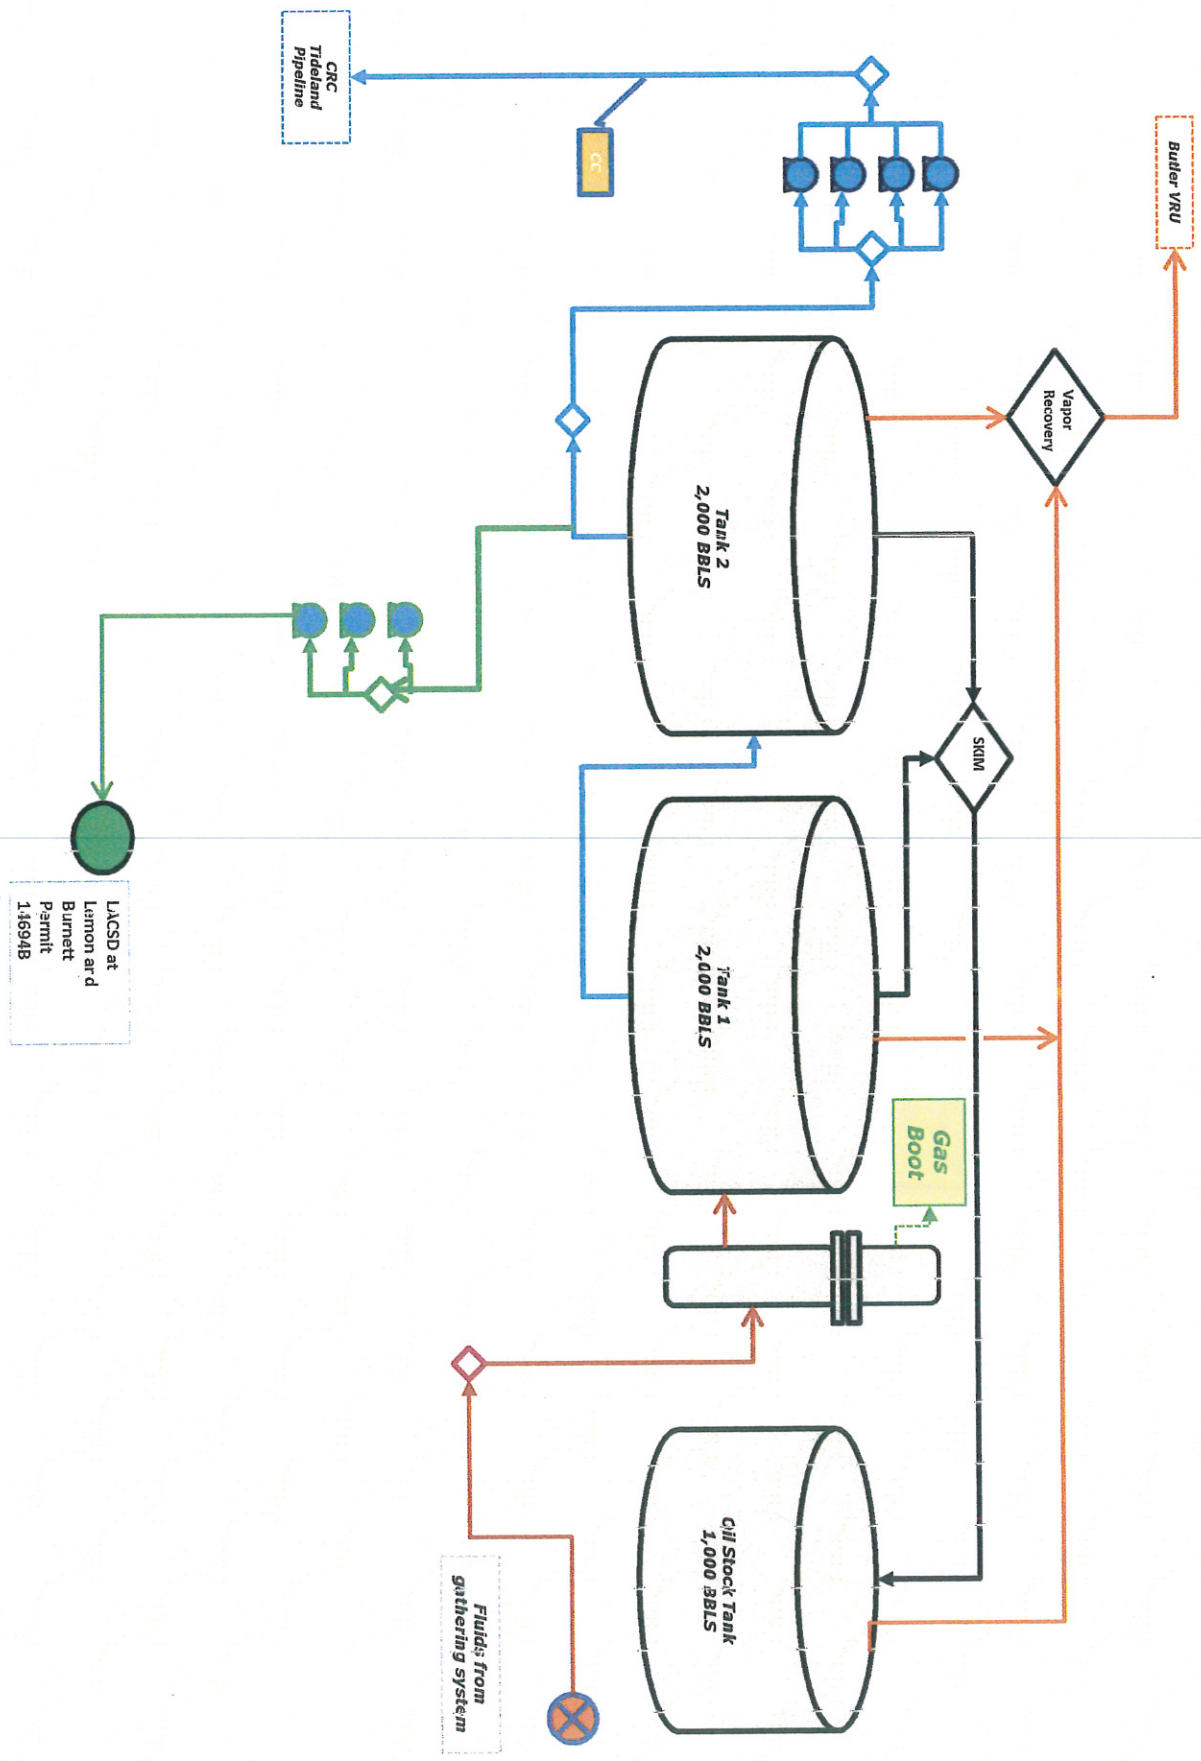 Butler VRU
Vapor
Recovery
CRC
Tideland
Pipeline
CC
Tank 2
2,000 BBLS
SKIM
Tank 1
2,000 BBLS
Gas
Boot
Oil Stock Tank
1,000 BBLS
Fluids from
gathering system
LACSD at
Lemon and
Burnett
Permit
14694B